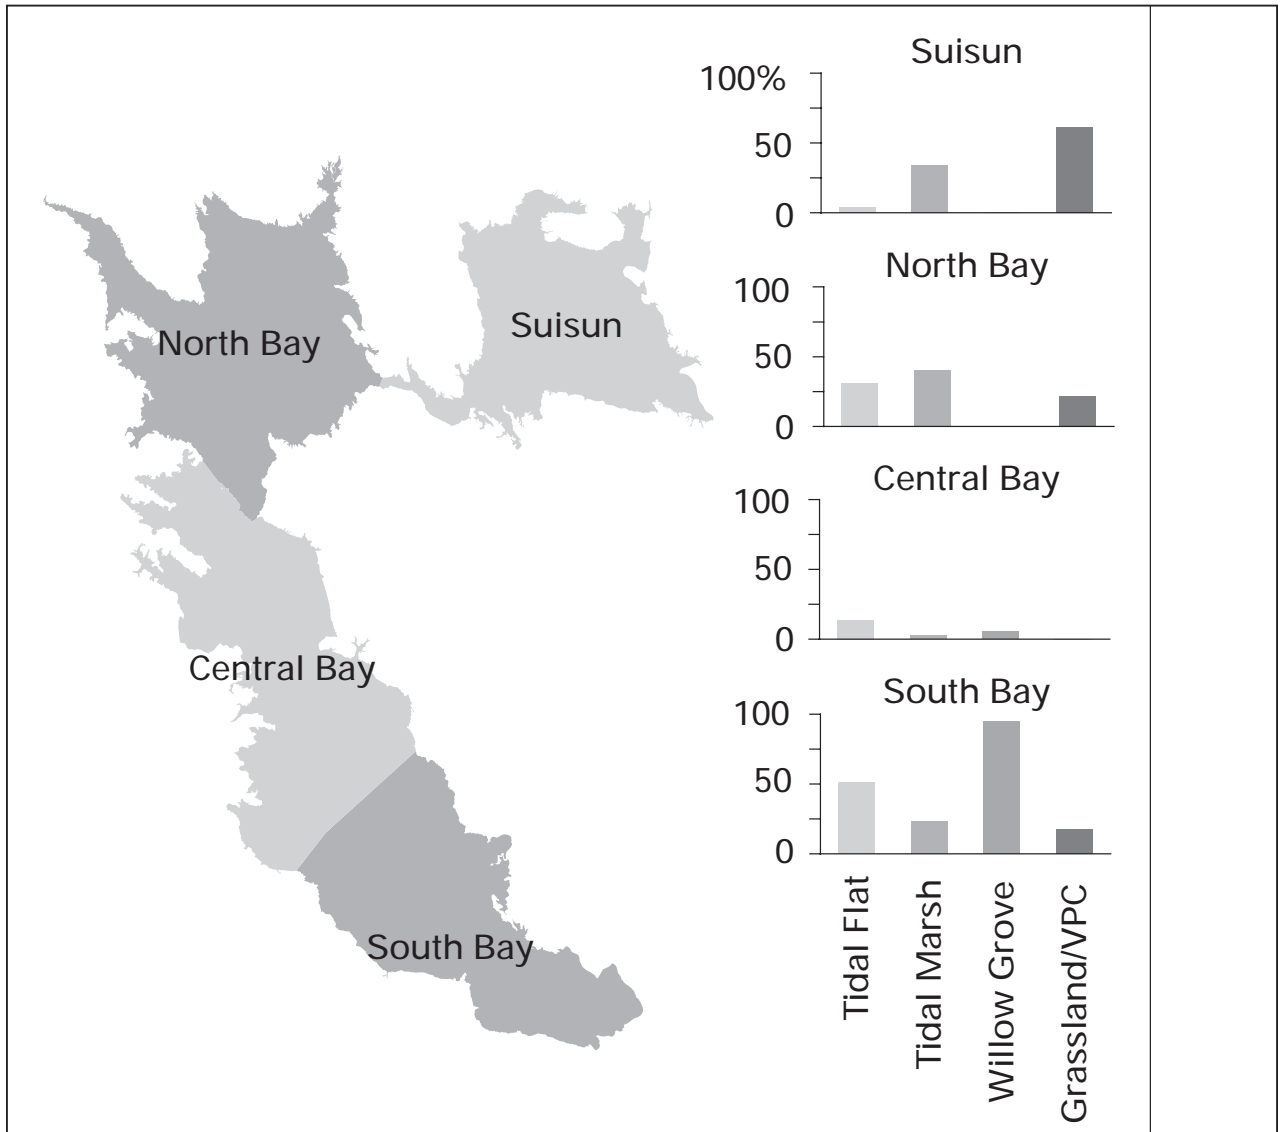 North Bay
Suisun
Central Bay
South Bay
Suisun
100%
50
0
North Bay
100
50
0
Central Bay
100
50
0
South Bay
100
50
0
Tidal Flat
Tidal Marsh
Willow Grove
Grassland/VPC